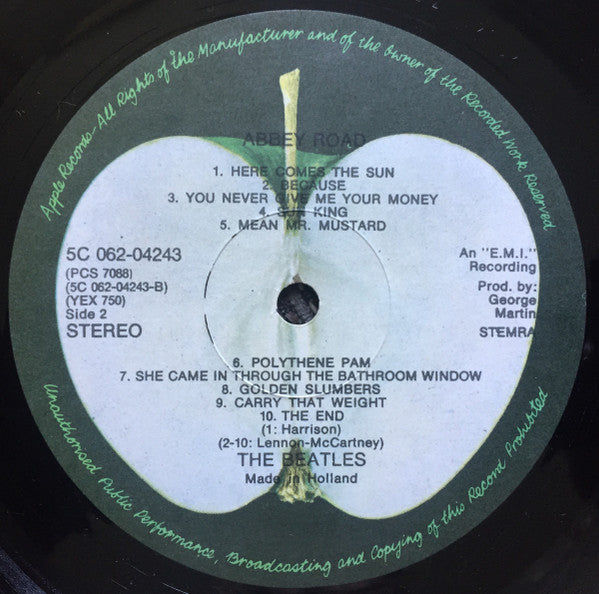 Apple Records-All Rights of the Manufacturer and of the Owner of the Recorded Work Reserved
ABBEY ROAD
1. HERE COMES THE SUN
2. BECAUSE
3. YOU NEVER GIVE ME YOUR MONEY
4. SUN KING
5. MEAN MR. MUSTARD
5C 062-04243
(PCS 7088)
(5C 062-04243-B)
(YEX 750)
Side 2
STEREO
An "E.M.I."
Recording
Prod. by:
George
Martin
STEMRA
6. POLYTHENE PAM
7. SHE CAME IN THROUGH THE BATHROOM WINDOW
8. GOLDEN SLUMBERS
9. CARRY THAT WEIGHT
10. THE END
(1: Harrison)
(2-10: Lennon-McCartney)
THE BEATLES
Made in Holland
Unauthorised Public Performance, Broadcasting and Copying of this Record Prohibited